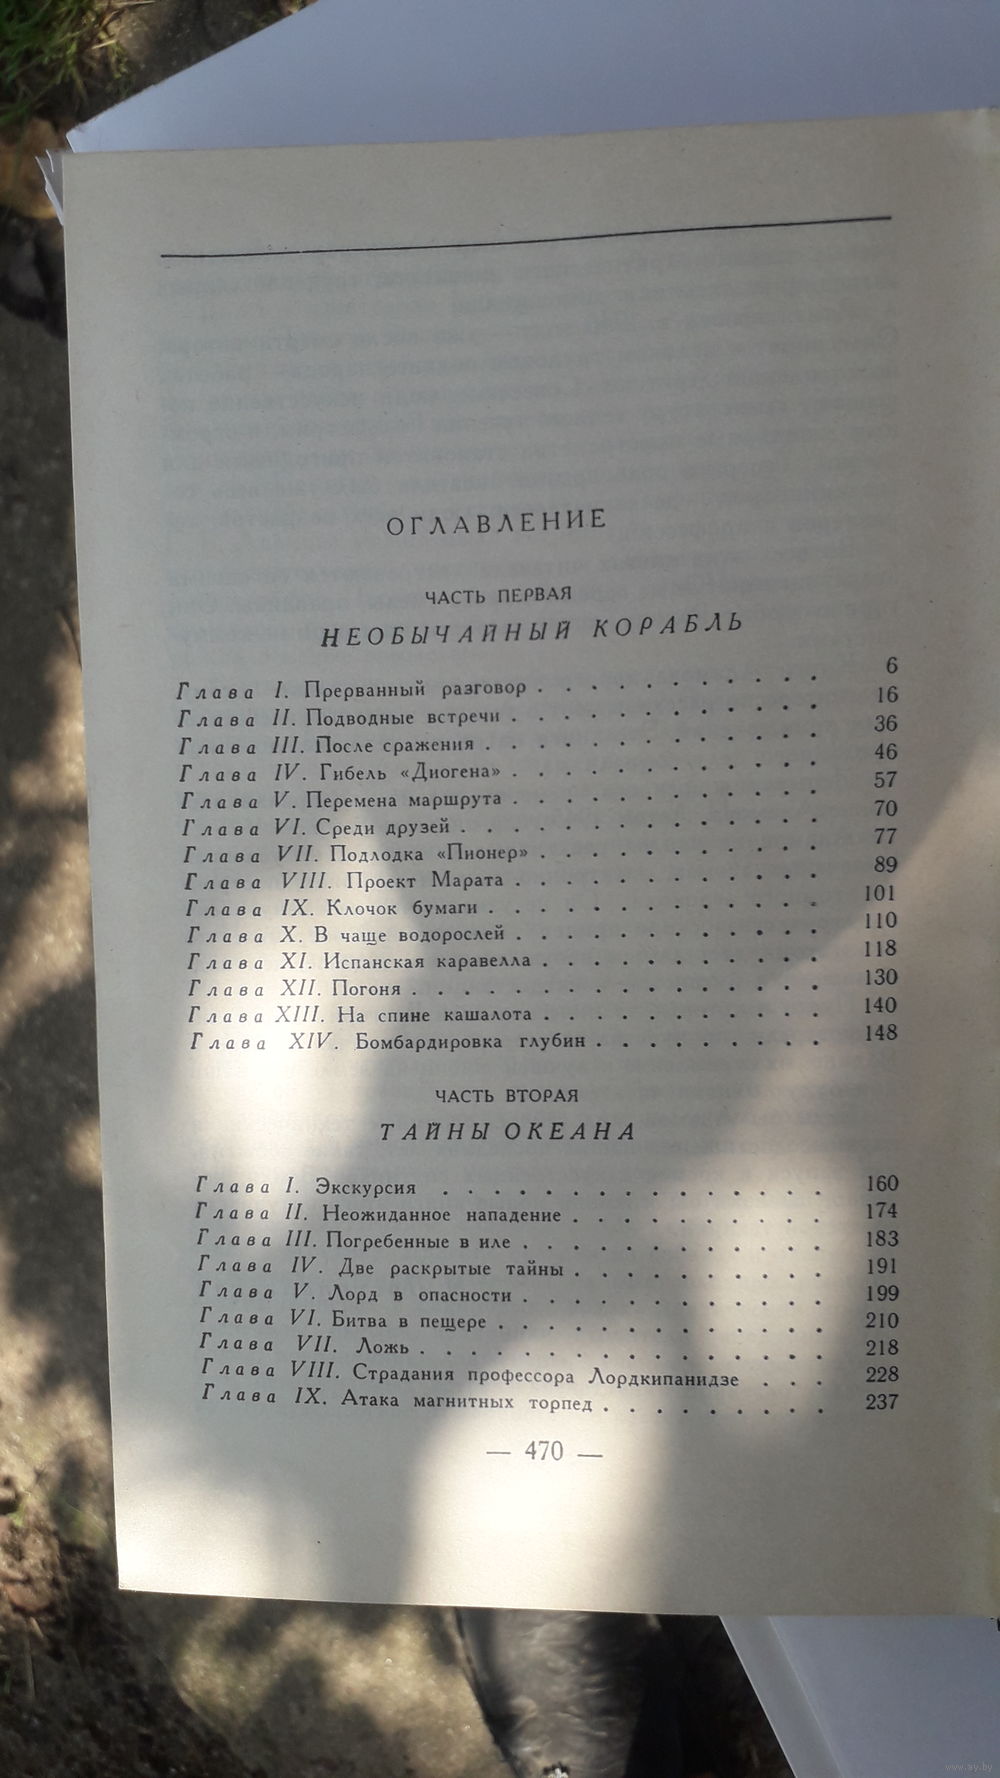 ОГЛАВЛЕНИЕ
ЧАСТЬ ПЕРВАЯ
НЕОБЫЧАЙНЫЙ КОРАБЛЬ
Глава I. Прерванный разговор . . . . . . . . . . . 6
Глава II. Подводные встречи . . . . . . . . . . . . 16
Глава III. После сражения . . . . . . . . . . . . . 36
Глава IV. Гибель «Диогена» . . . . . . . . . . . . 46
Глава V. Перемена маршрута . . . . . . . . . . . . 57
Глава VI. Среди друзей . . . . . . . . . . . . . . 70
Глава VII. Подлодка «Пионер» . . . . . . . . . . . 77
Глава VIII. Проект Марата . . . . . . . . . . . . 89
Глава IX. Клочок бумаги . . . . . . . . . . . . . 101
Глава X. В чаще водорослей . . . . . . . . . . . . 110
Глава XI. Испанская каравелла . . . . . . . . . . . 118
Глава XII. Погоня . . . . . . . . . . . . . . . . 130
Глава XIII. На спине кашалота . . . . . . . . . . . 140
Глава XIV. Бомбардировка глубин . . . . . . . . . 148
ЧАСТЬ ВТОРАЯ
ТАЙНЫ ОКЕАНА
Глава I. Экскурсия . . . . . . . . . . . . . . . 160
Глава II. Неожиданное нападение . . . . . . . . . . 174
Глава III. Погребенные в иле . . . . . . . . . . . . 183
Глава IV. Две раскрытые тайны . . . . . . . . . . 191
Глава V. Лорд в опасности . . . . . . . . . . . . 199
Глава VI. Битва в пещере . . . . . . . . . . . . . 210
Глава VII. Ложь . . . . . . . . . . . . . . . . 218
Глава VIII. Страдания профессора Лордкипанидзе . . . 228
Глава IX. Атака магнитных торпед . . . . . . . . . 237
— 470 —
www.ay.by